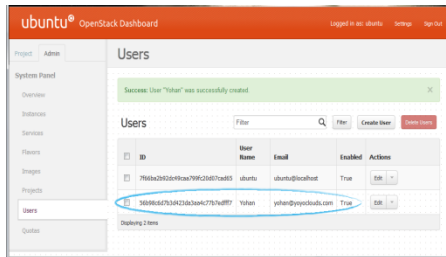 ubuntu® OpenStack Dashboard
Logged in as: ubuntu Settings Sign Out
Project Admin
Users
System Panel
Overview
Success: User "Yohan" was successfully created.
Instances
Services
Users
Filter
Filter
Create User
Delete Users
Flavors
ID
User Name
Email
Enabled
Actions
Images
ubuntu
ubuntu@localhost
True
Edit
Projects
Users
Yohan
yohan@yoyoclouds.com
True
Edit
Quotas
Displaying 2 items